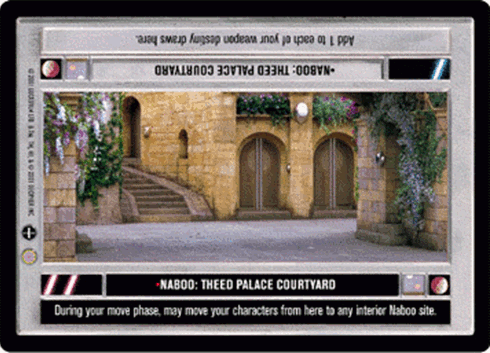 Add 1 to each of your weapon destiny draws here.
•NABOO: THEED PALACE COURTYARD
•NABOO: THEED PALACE COURTYARD
During your move phase, may move your characters from here to any interior Naboo site.